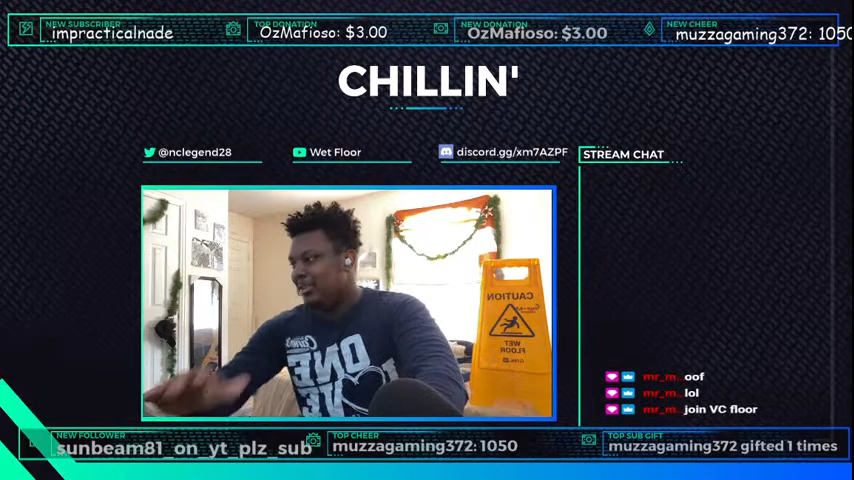 NEW SUBSCRIBER
impracticalnade
TOP DONATION
OzMafioso: $3.00
NEW DONATION
OzMafioso: $3.00
NEW CHEER
muzzagaming372: 1050
CHILLIN'
@nclegend28
Wet Floor
discord.gg/xm7AZPF
STREAM CHAT
CAUTION
WET
FLOOR
ONE
mr_m.. oof
mr_m.. lol
mr_m.. join VC floor
NEW FOLLOWER
sunbeam81_on_yt_plz_sub
TOP CHEER
muzzagaming372: 1050
TOP SUB GIFT
muzzagaming372 gifted 1 times